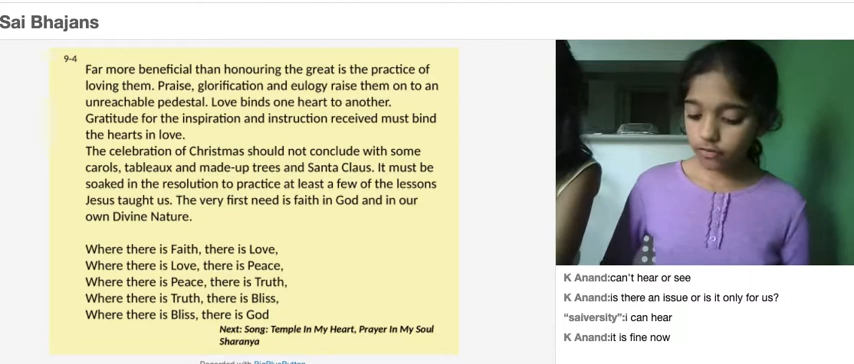 Sai Bhajans
9-4
Far more beneficial than honouring the great is the practice of
loving them. Praise, glorification and eulogy raise them on to an
unreachable pedestal. Love binds one heart to another.
Gratitude for the inspiration and instruction received must bind
the hearts in love.
The celebration of Christmas should not conclude with some
carols, tableaux and made-up trees and Santa Claus. It must be
soaked in the resolution to practice at least a few of the lessons
Jesus taught us. The very first need is faith in God and in our
own Divine Nature.
Where there is Faith, there is Love,
Where there is Love, there is Peace,
Where there is Peace, there is Truth,
Where there is Truth, there is Bliss,
Where there is Bliss, there is God
Next: Song: Temple In My Heart, Prayer In My Soul
Sharanya
Recorded with BigBlueButton
K Anand:can't hear or see
K Anand:is there an issue or is it only for us?
“saiversity”:i can hear
K Anand:it is fine now